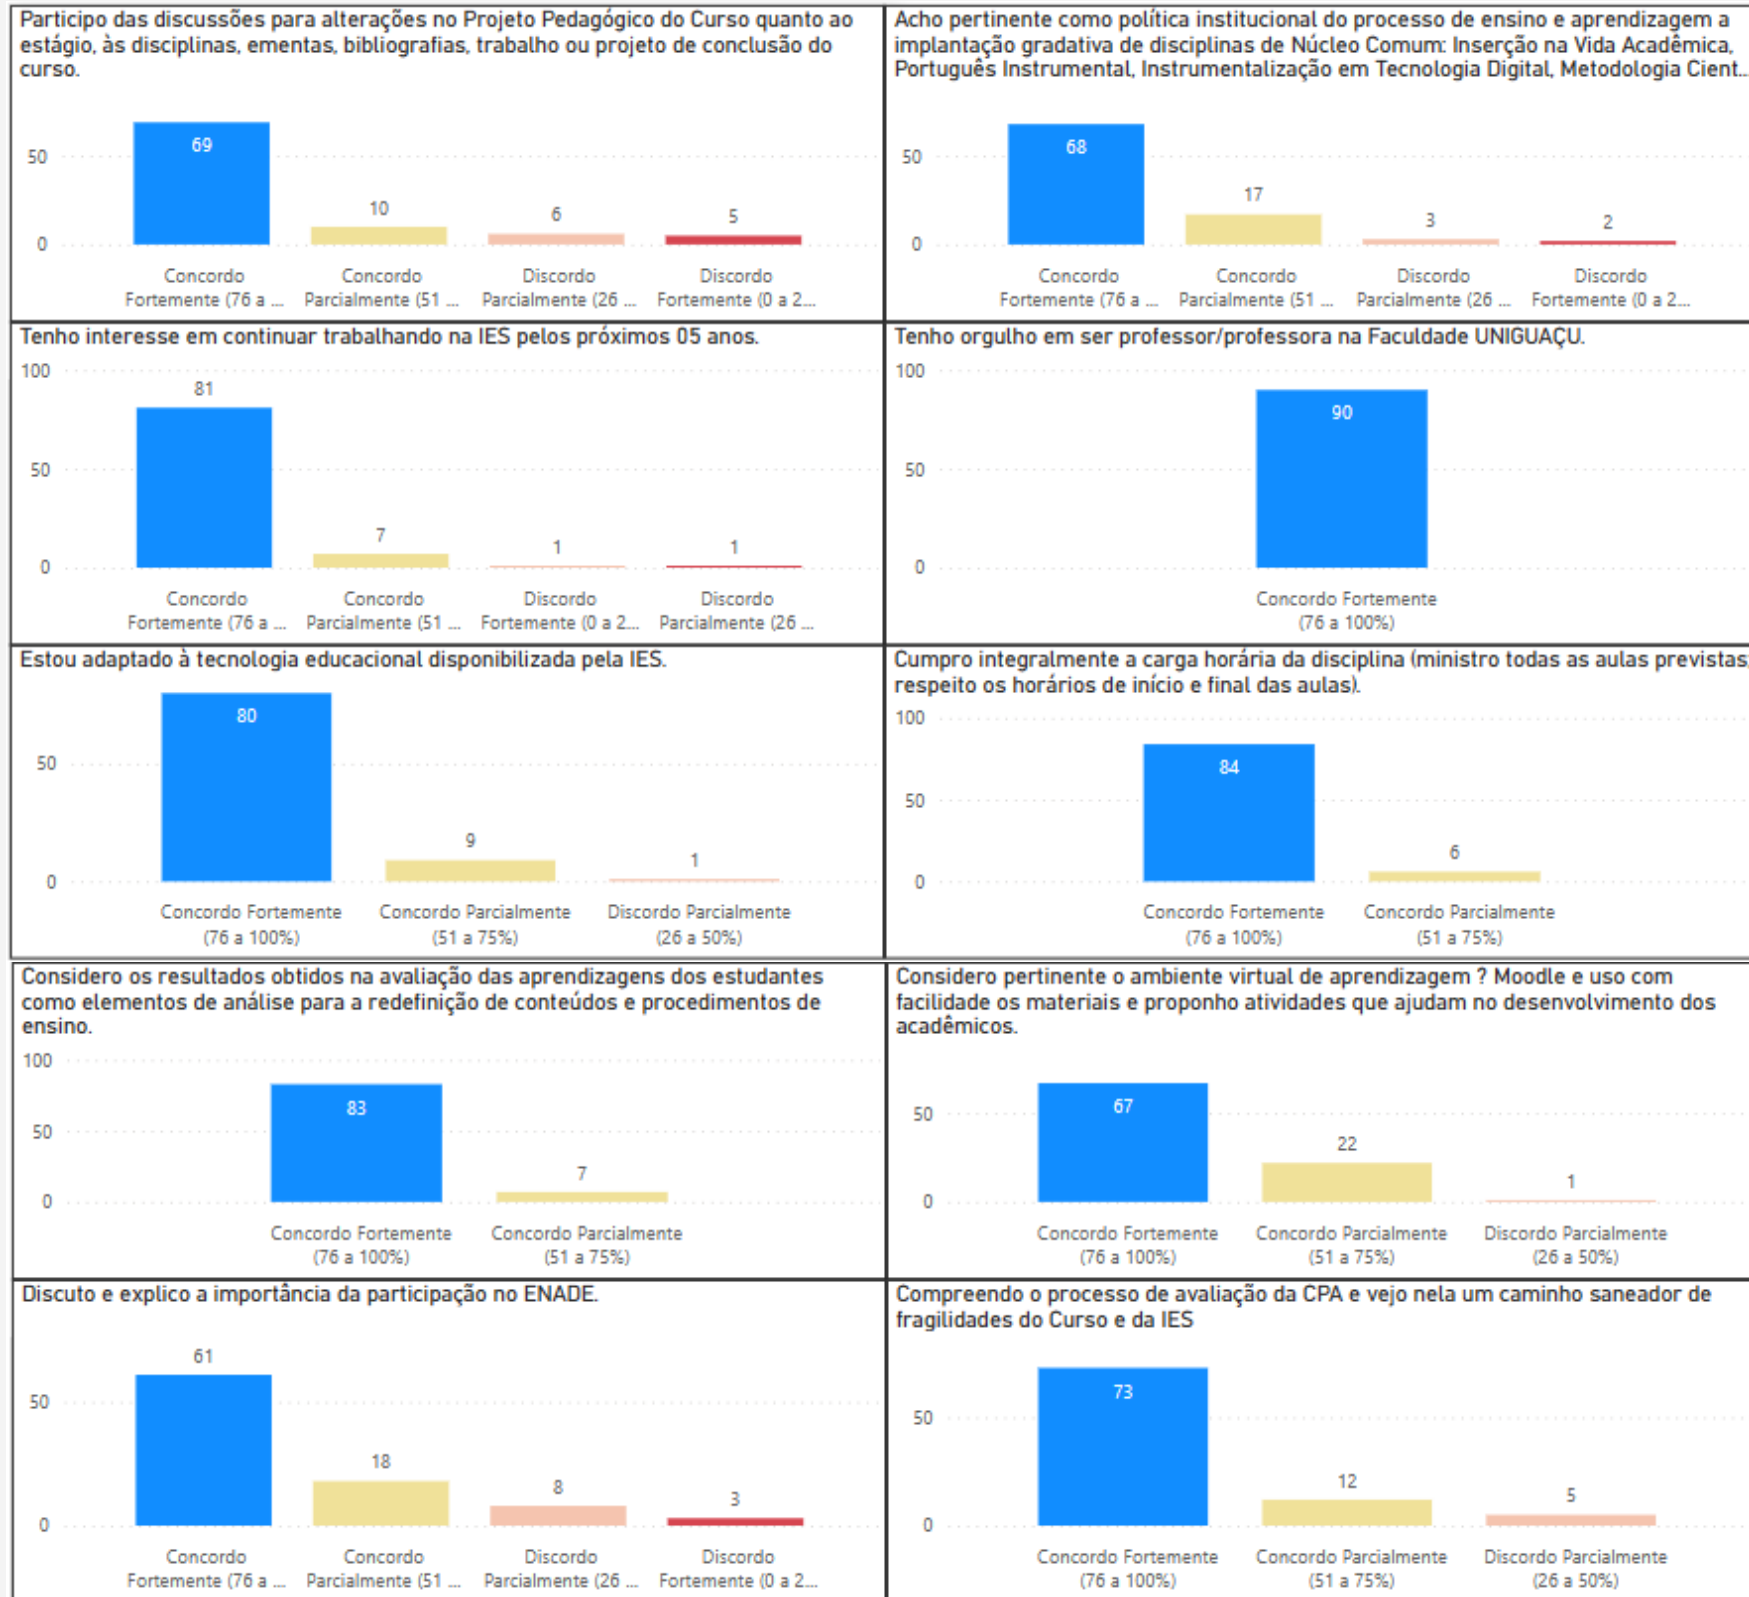 Participo das discussões para alterações no Projeto Pedagógico do Curso quanto ao
estágio, às disciplinas, ementas, bibliografias, trabalho ou projeto de conclusão do
curso.
50
0
69
10
6
5
Concordo
Fortemente (76 a ...
Concordo
Parcialmente (51 ...
Discordo
Parcialmente (26 ...
Discordo
Fortemente (0 a 2...
Acho pertinente como política institucional do processo de ensino e aprendizagem a
implantação gradativa de disciplinas de Núcleo Comum: Inserção na Vida Acadêmica,
Português Instrumental, Instrumentalização em Tecnologia Digital, Metodologia Cient...
50
0
68
17
3
2
Concordo
Fortemente (76 a ...
Concordo
Parcialmente (51 ...
Discordo
Parcialmente (26 ...
Discordo
Fortemente (0 a 2...
Tenho interesse em continuar trabalhando na IES pelos próximos 05 anos.
100
50
0
81
7
1
1
Concordo
Fortemente (76 a ...
Concordo
Parcialmente (51 ...
Discordo
Fortemente (0 a 2...
Discordo
Parcialmente (26 ...
Tenho orgulho em ser professor/professora na Faculdade UNIGUAÇU.
100
50
0
90
Concordo Fortemente
(76 a 100%)
Estou adaptado à tecnologia educacional disponibilizada pela IES.
50
0
80
9
1
Concordo Fortemente
(76 a 100%)
Concordo Parcialmente
(51 a 75%)
Discordo Parcialmente
(26 a 50%)
Cumpro integralmente a carga horária da disciplina (ministro todas as aulas previstas;
respeito os horários de início e final das aulas).
100
50
0
84
6
Concordo Fortemente
(76 a 100%)
Concordo Parcialmente
(51 a 75%)
Considero os resultados obtidos na avaliação das aprendizagens dos estudantes
como elementos de análise para a redefinição de conteúdos e procedimentos de
ensino.
100
50
0
83
7
Concordo Fortemente
(76 a 100%)
Concordo Parcialmente
(51 a 75%)
Considero pertinente o ambiente virtual de aprendizagem ? Moodle e uso com
facilidade os materiais e proponho atividades que ajudam no desenvolvimento dos
acadêmicos.
50
0
67
22
1
Concordo Fortemente
(76 a 100%)
Concordo Parcialmente
(51 a 75%)
Discordo Parcialmente
(26 a 50%)
Discuto e explico a importância da participação no ENADE.
50
0
61
18
8
3
Concordo
Fortemente (76 a ...
Concordo
Parcialmente (51 ...
Discordo
Parcialmente (26 ...
Discordo
Fortemente (0 a 2...
Compreendo o processo de avaliação da CPA e vejo nela um caminho saneador de
fragilidades do Curso e da IES
50
0
73
12
5
Concordo Fortemente
(76 a 100%)
Concordo Parcialmente
(51 a 75%)
Discordo Parcialmente
(26 a 50%)